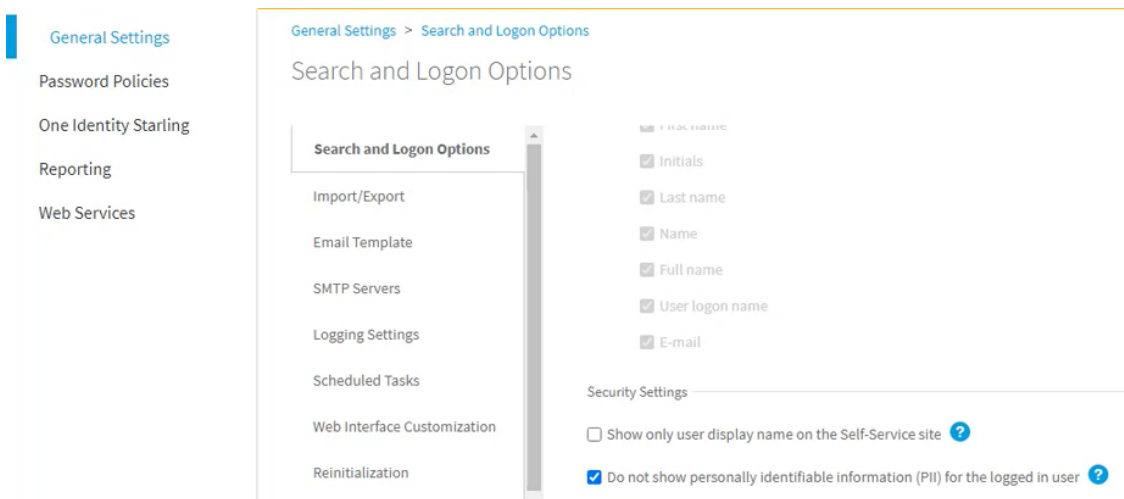 General Settings
Password Policies
One Identity Starling
Reporting
Web Services
General Settings > Search and Logon Options
Search and Logon Options
Search and Logon Options
Import/Export
Email Template
SMTP Servers
Logging Settings
Scheduled Tasks
Web Interface Customization
Reinitialization
First name
Initials
Last name
Name
Full name
User logon name
E-mail
Security Settings
Show only user display name on the Self-Service site ?
Do not show personally identifiable information (PII) for the logged in user ?